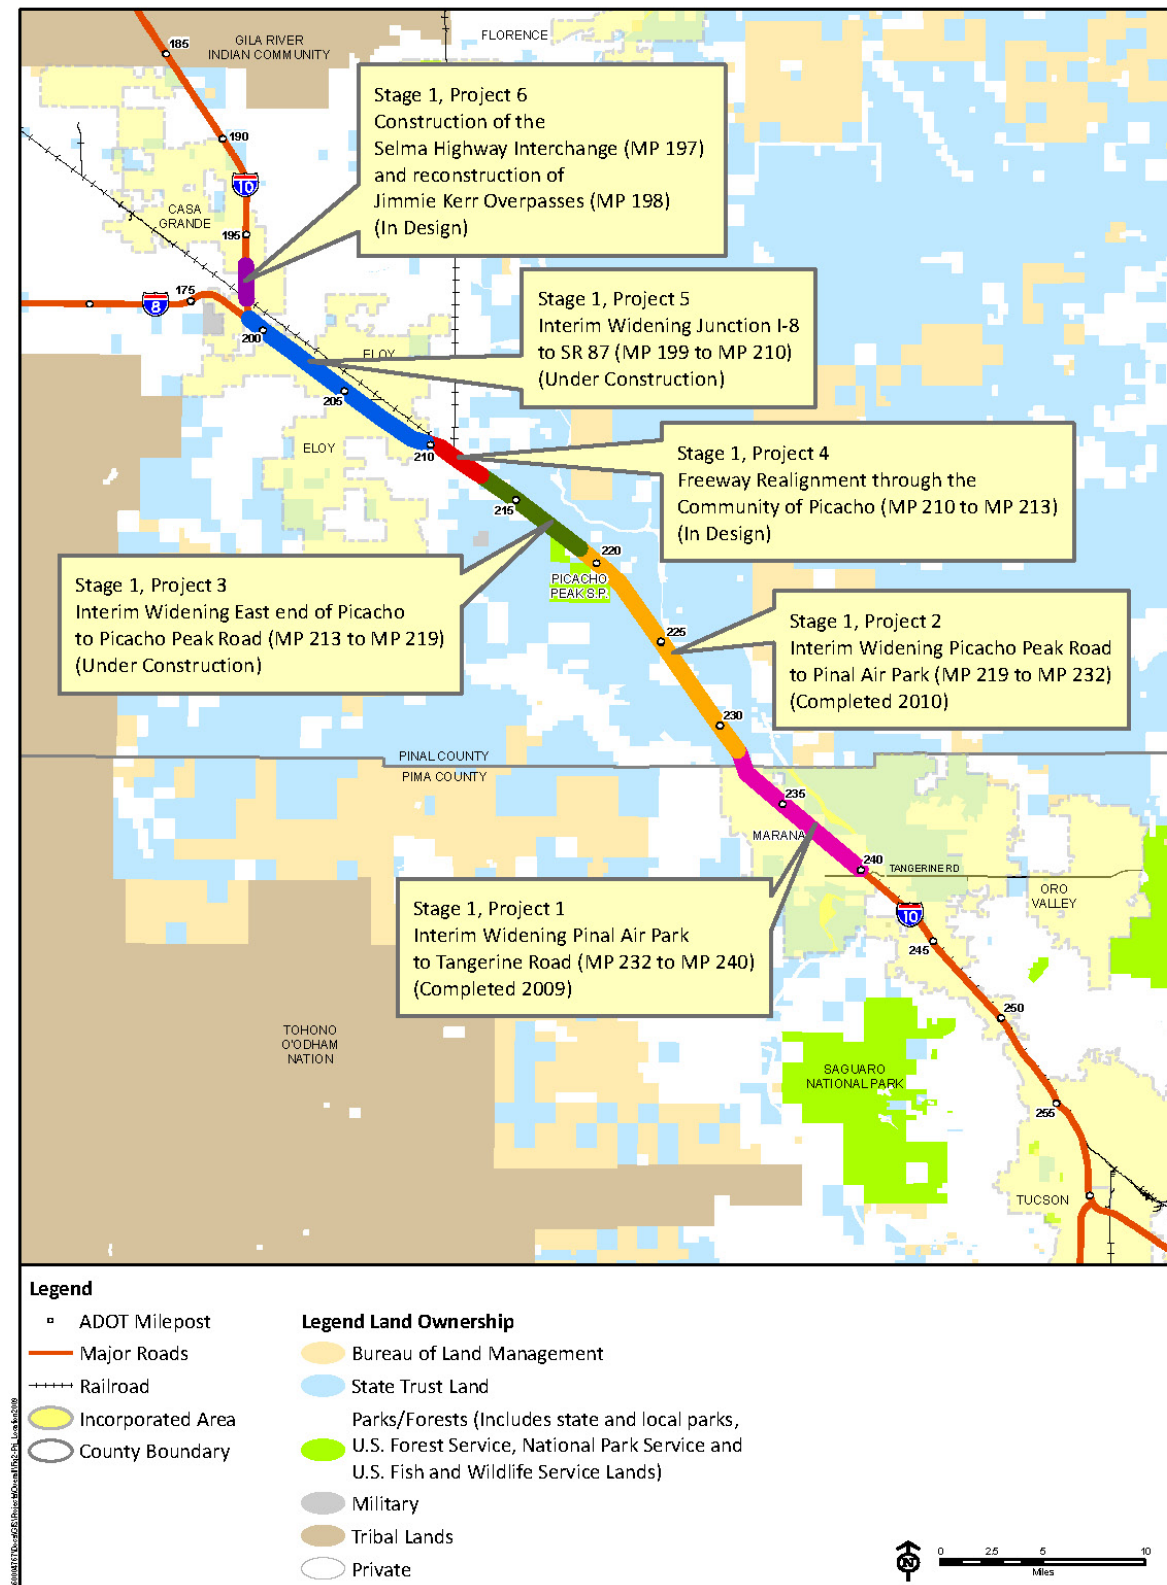 185
GILA RIVER
INDIAN COMMUNITY
FLORENCE
Stage 1, Project 6
Construction of the
Selma Highway Interchange (MP 197)
and reconstruction of
Jimmie Kerr Overpasses (MP 198)
(In Design)
190
10
CASA
GRANDE
195
175
8
200
ELOY
Stage 1, Project 5
Interim Widening Junction I-8
to SR 87 (MP 199 to MP 210)
(Under Construction)
205
ELOY
210
Stage 1, Project 4
Freeway Realignment through the
Community of Picacho (MP 210 to MP 213)
(In Design)
215
220
PICACHO
PEAK S.P.
Stage 1, Project 3
Interim Widening East end of Picacho
to Picacho Peak Road (MP 213 to MP 219)
(Under Construction)
225
Stage 1, Project 2
Interim Widening Picacho Peak Road
to Pinal Air Park (MP 219 to MP 232)
(Completed 2010)
230
PINAL COUNTY
PIMA COUNTY
235
MARANA
240
TANGERINE RD
ORO
VALLEY
Stage 1, Project 1
Interim Widening Pinal Air Park
to Tangerine Road (MP 232 to MP 240)
(Completed 2009)
10
245
250
TOHONO
O'ODHAM
NATION
SAGUARO
NATIONAL PARK
255
TUCSON
Legend
ADOT Milepost
Major Roads
Railroad
Incorporated Area
County Boundary
Legend Land Ownership
Bureau of Land Management
State Trust Land
Parks/Forests (Includes state and local parks,
U.S. Forest Service, National Park Service and
U.S. Fish and Wildlife Service Lands)
Military
Tribal Lands
Private
N
0 2.5 5 10
Miles